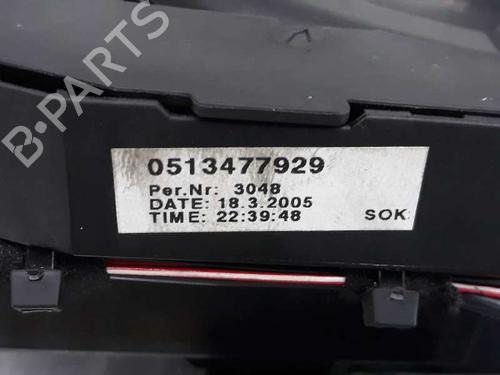 B-PARTS
0513477929
Per.Nr: 3048
DATE: 18.3.2005
TIME: 22:39:48 SOK